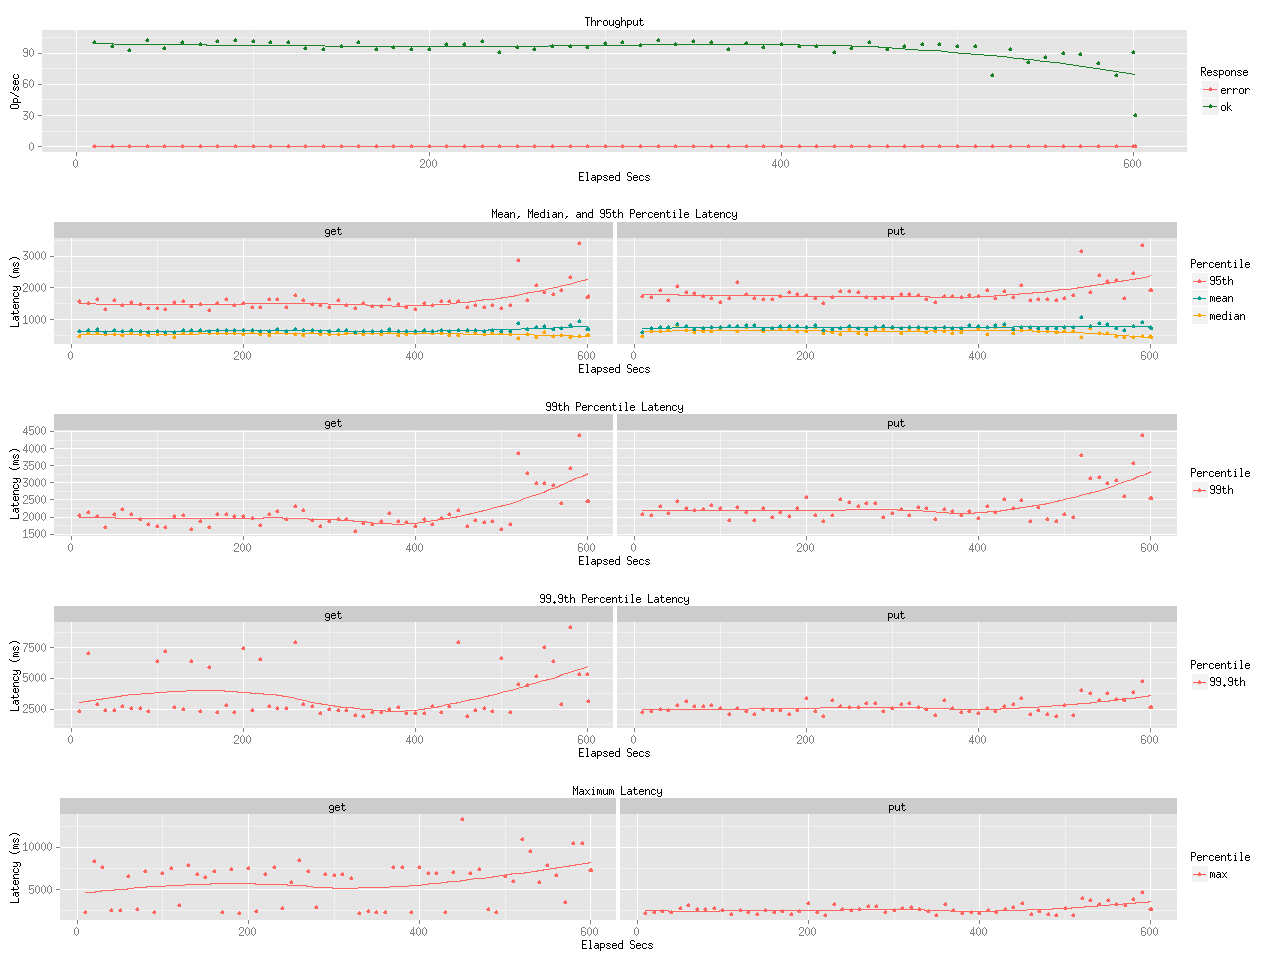 Throughput
Op/sec
90
60
30
0
0 200 400 600
Elapsed Secs
Response
error
ok
Mean, Median, and 95th Percentile Latency
get put
Latency (ms)
3000
2000
1000
0 200 400 600 0 200 400 600
Elapsed Secs
Percentile
95th
mean
median
99th Percentile Latency
get put
Latency (ms)
4500
4000
3500
3000
2500
2000
1500
0 200 400 600 0 200 400 600
Elapsed Secs
Percentile
99th
99.9th Percentile Latency
get put
Latency (ms)
7500
5000
2500
0 200 400 600 0 200 400 600
Elapsed Secs
Percentile
99.9th
Maximum Latency
get put
Latency (ms)
10000
5000
0 200 400 600 0 200 400 600
Elapsed Secs
Percentile
max